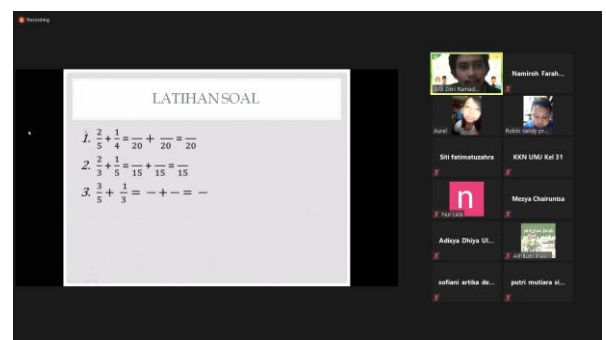 Recording
LATIHAN SOAL
1. 2/5 + 1/4 = /20 + /20 = /20
2. 2/3 + 1/5 = /15 + /15 = /15
3. 3/5 + 1/3 = — + — = —
Namiroh Farah...
Aurel
Siti fatimatuzahra
KKN UMJ Kel 31
n
Nur Lela
Mesya Chairunisa
Adisya Dhiya Ul...
sofiani artika de...
putri mutiara si...